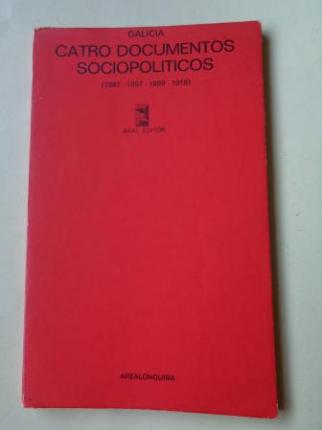 GALICIA
CATRO DOCUMENTOS
SOCIOPOLITICOS
(1887 - 1897 - 1899 - 1918)
AKAL EDITOR
AREALONGUIÑA